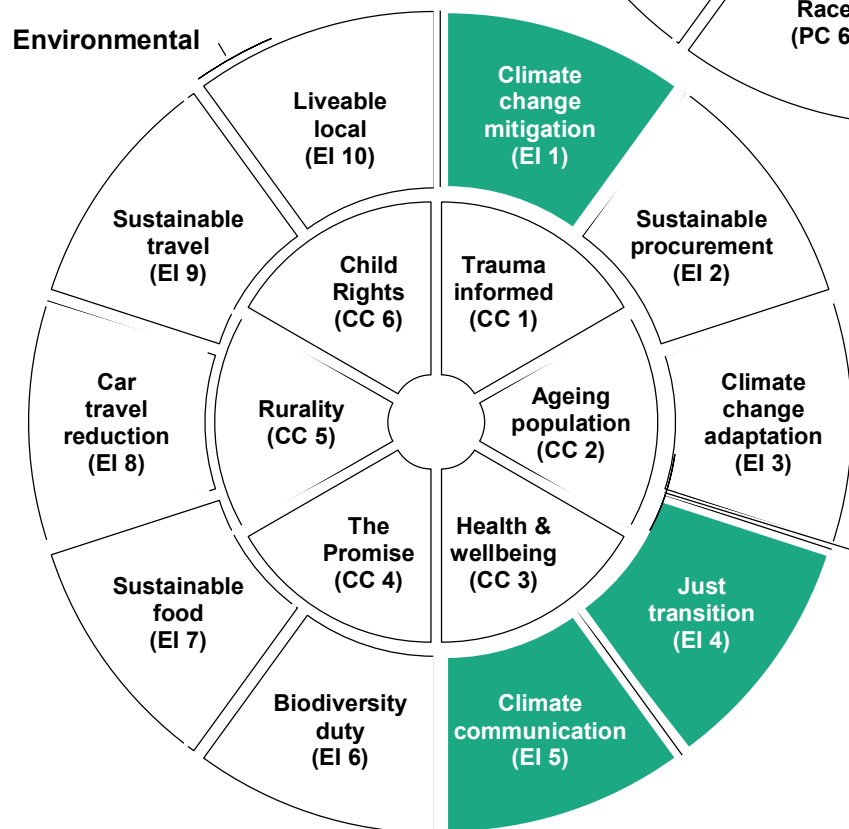 Environmental
Race
(PC 6
Climate
change
mitigation
(EI 1)
Sustainable
procurement
(EI 2)
Climate
change
adaptation
(EI 3)
Just
transition
(EI 4)
Climate
communication
(EI 5)
Biodiversity
duty
(EI 6)
Sustainable
food
(EI 7)
Car
travel
reduction
(EI 8)
Sustainable
travel
(EI 9)
Liveable
local
(EI 10)
Trauma
informed
(CC 1)
Ageing
population
(CC 2)
Health &
wellbeing
(CC 3)
The
Promise
(CC 4)
Rurality
(CC 5)
Child
Rights
(CC 6)